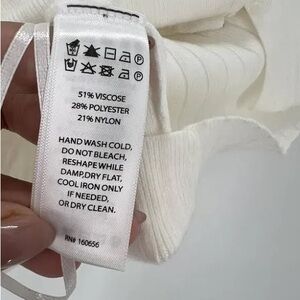 51% VISCOSE
28% POLYESTER
21% NYLON
HAND WASH COLD,
DO NOT BLEACH,
RESHAPE WHILE
DAMP,DRY FLAT,
COOL IRON ONLY
IF NEEDED,
OR DRY CLEAN.
RN# 160656